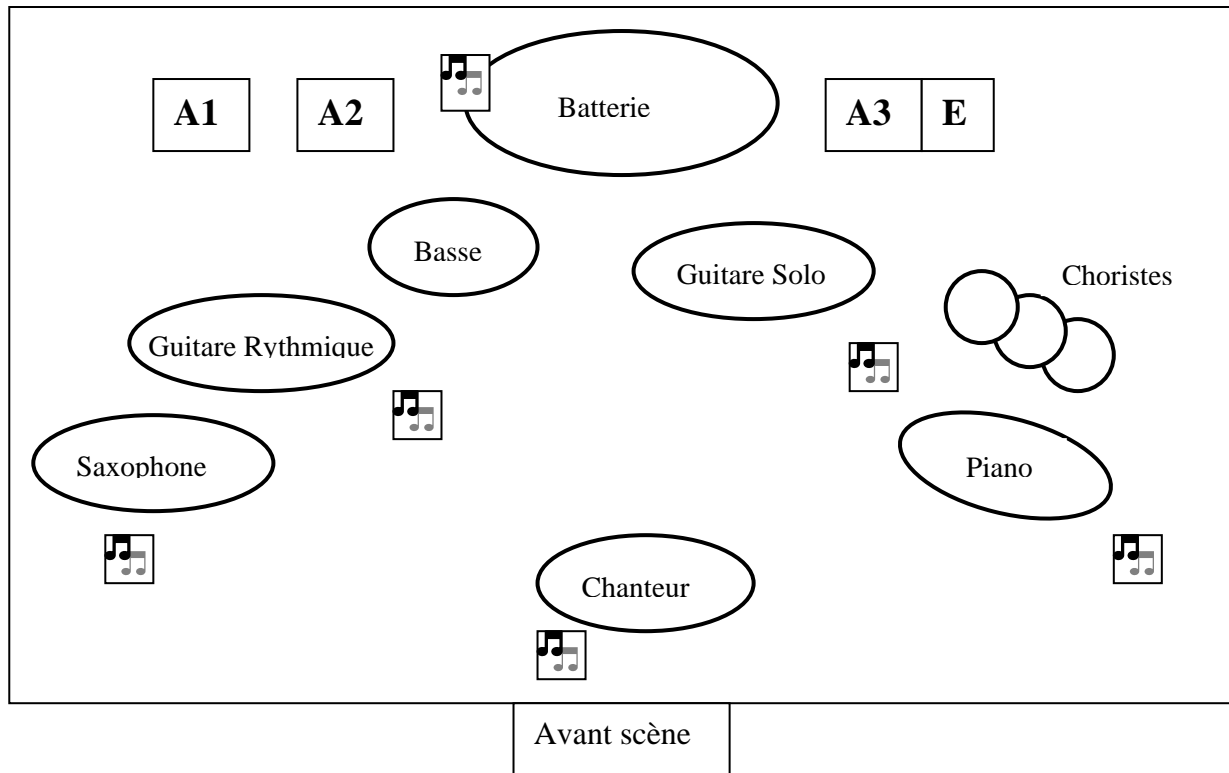 A1
A2
Batterie
A3
E
Basse
Guitare Solo
Choristes
Guitare Rythmique
Saxophone
Piano
Chanteur
Avant scène